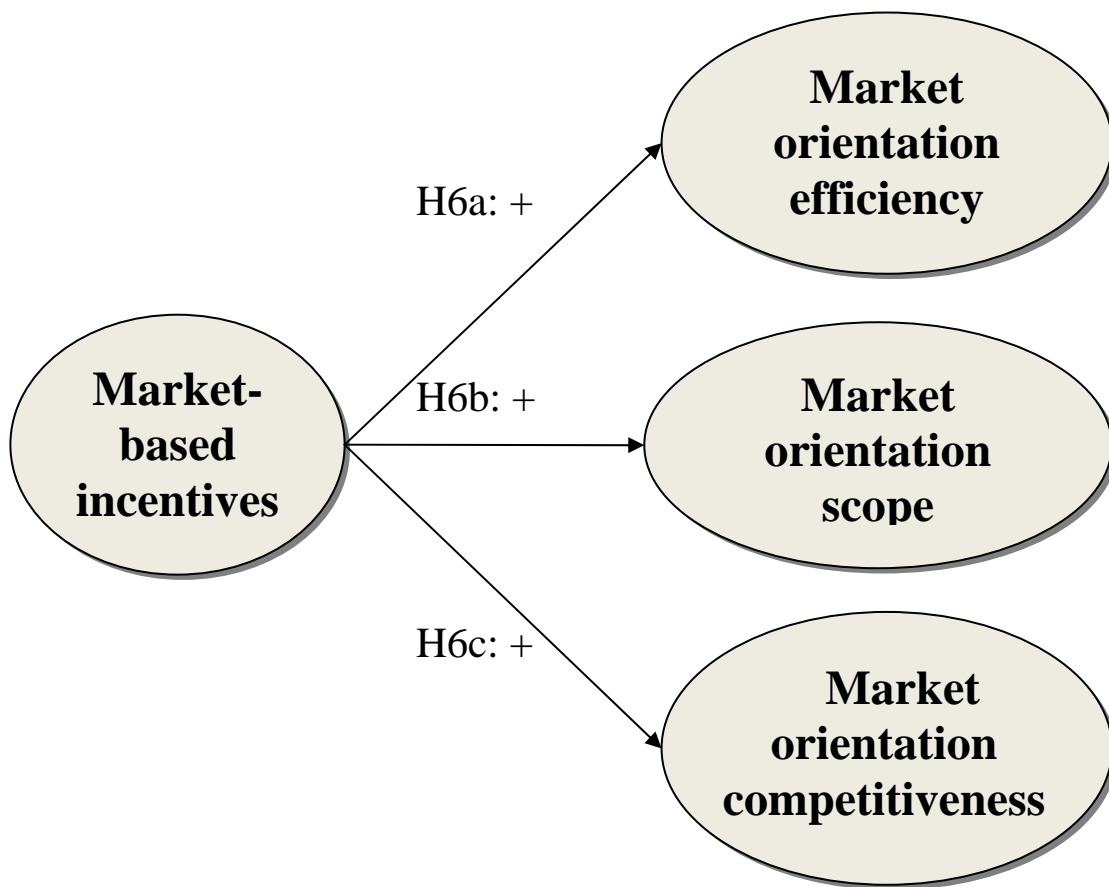 Market
orientation
efficiency
H6a: +
Market-
based
incentives
H6b: +
Market
orientation
scope
H6c: +
Market
orientation
competitiveness